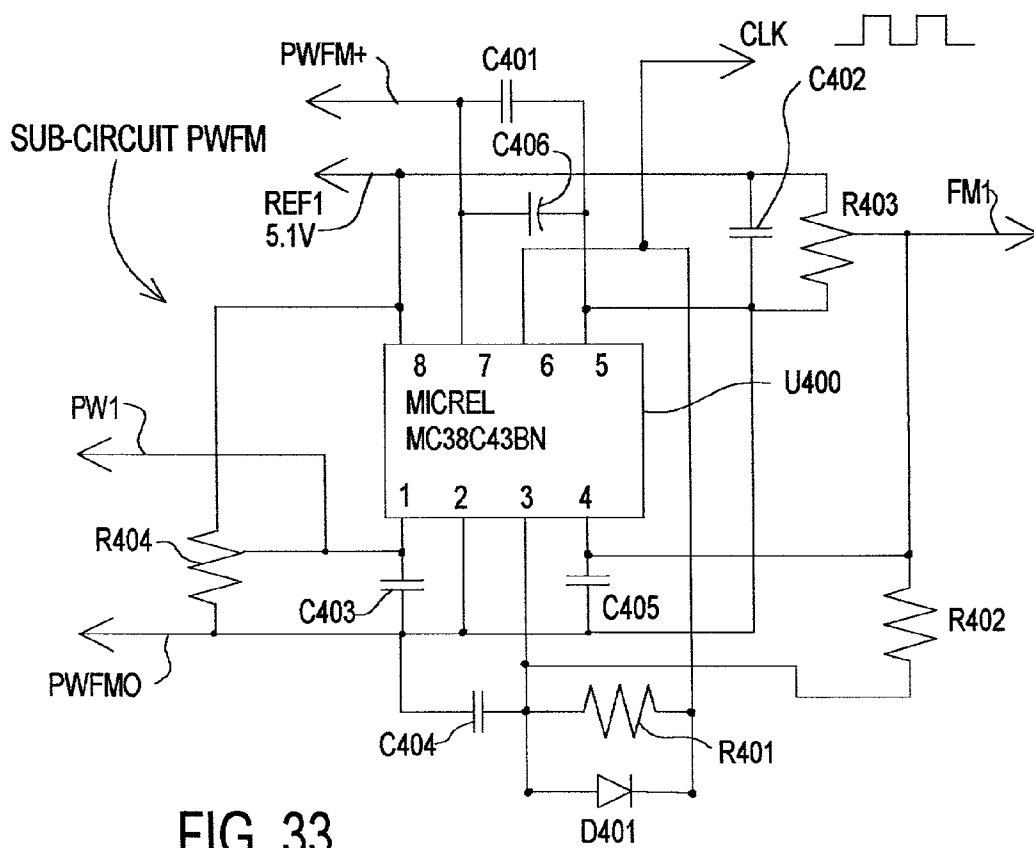 CLK
PWFM+
C401
C402
SUB-CIRCUIT PWFM
C406
REF1
5.1V
R403
FM1
8 7 6 5
U400
MICREL
MC38C43BN
PW1
1 2 3 4
R404
C403
C405
R402
PWFMO
C404
R401
D401
FIG. 33